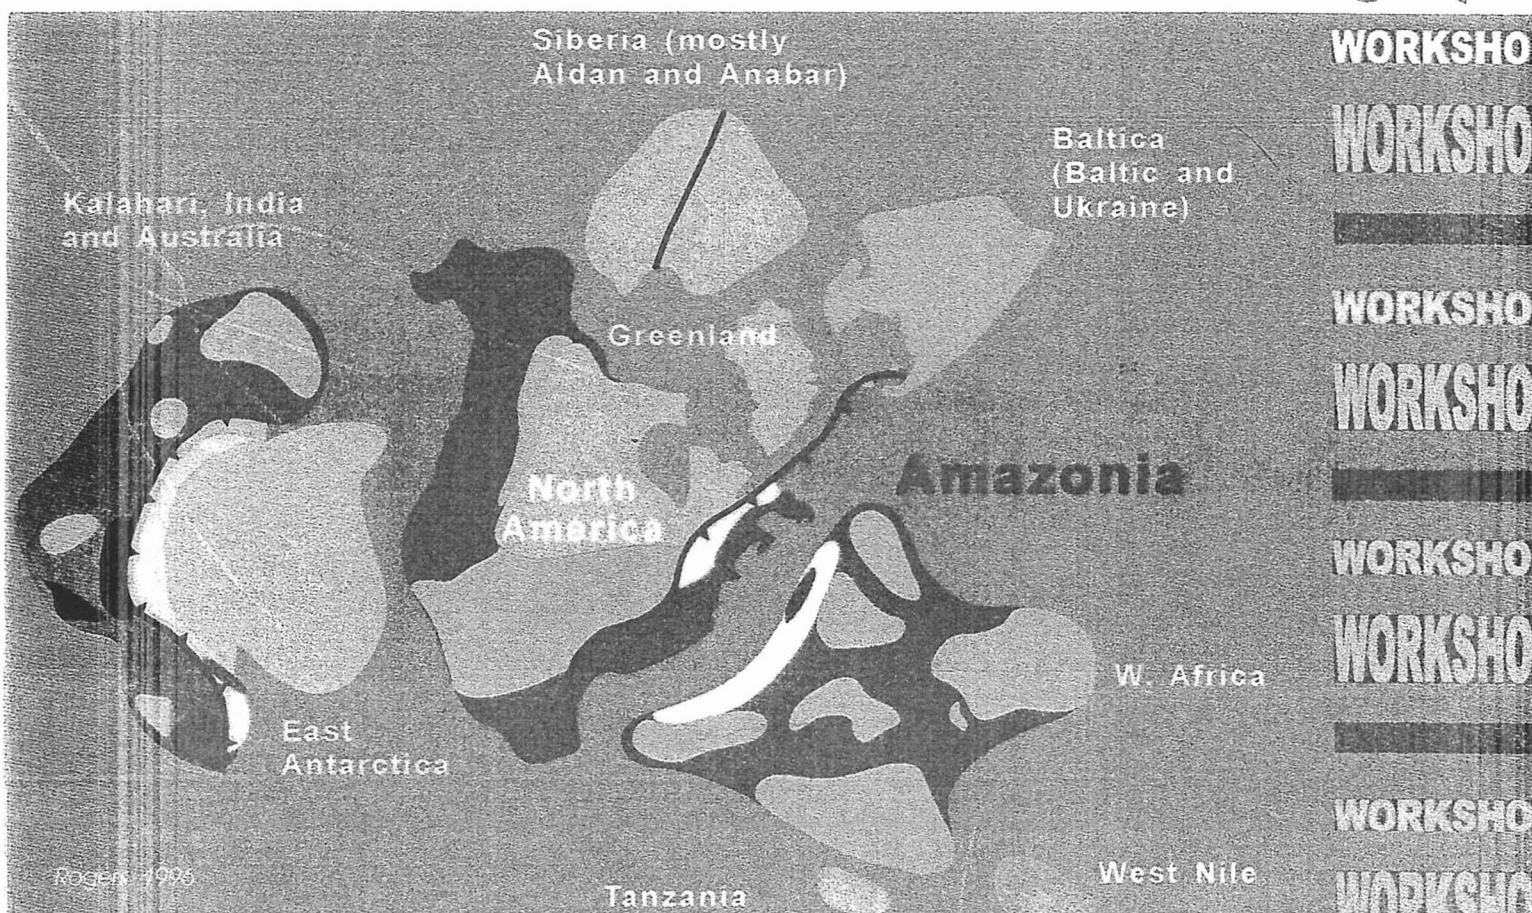 Siberia (mostly
Aldan and Anabar)
Baltica
(Baltic and
Ukraine)
Kalahari, India
and Australia
Greenland
North
America
Amazonia
W. Africa
East
Antarctica
West Nile
Tanzania
Rogers 1996
WORKSHO
WORKSHO
WORKSHO
WORKSHO
WORKSHO
WORKSHO
WORKSHO
WORKSHO